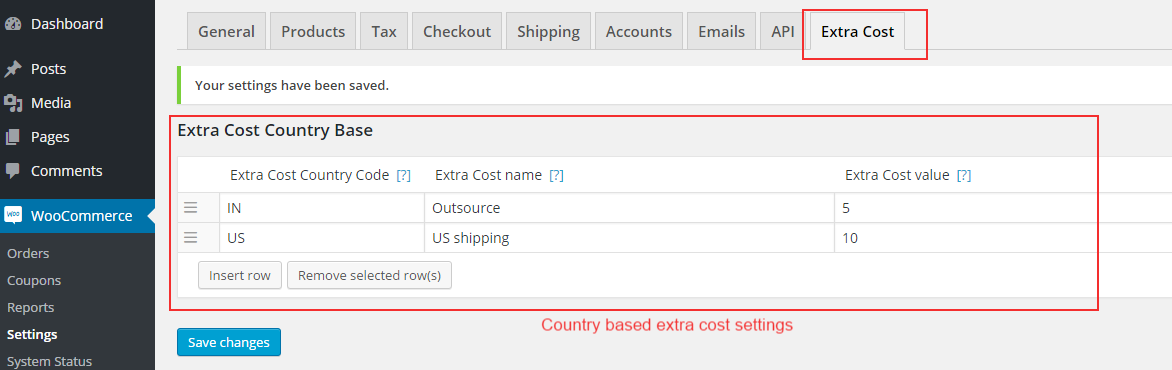 Dashboard
Posts
Media
Pages
Comments
Woo WooCommerce
Orders
Coupons
Reports
Settings
System Status
General Products Tax Checkout Shipping Accounts Emails API Extra Cost
Your settings have been saved.
Extra Cost Country Base
Extra Cost Country Code [?] Extra Cost name [?] Extra Cost value [?]
IN Outsource 5
US US shipping 10
Insert row Remove selected row(s)
Country based extra cost settings
Save changes